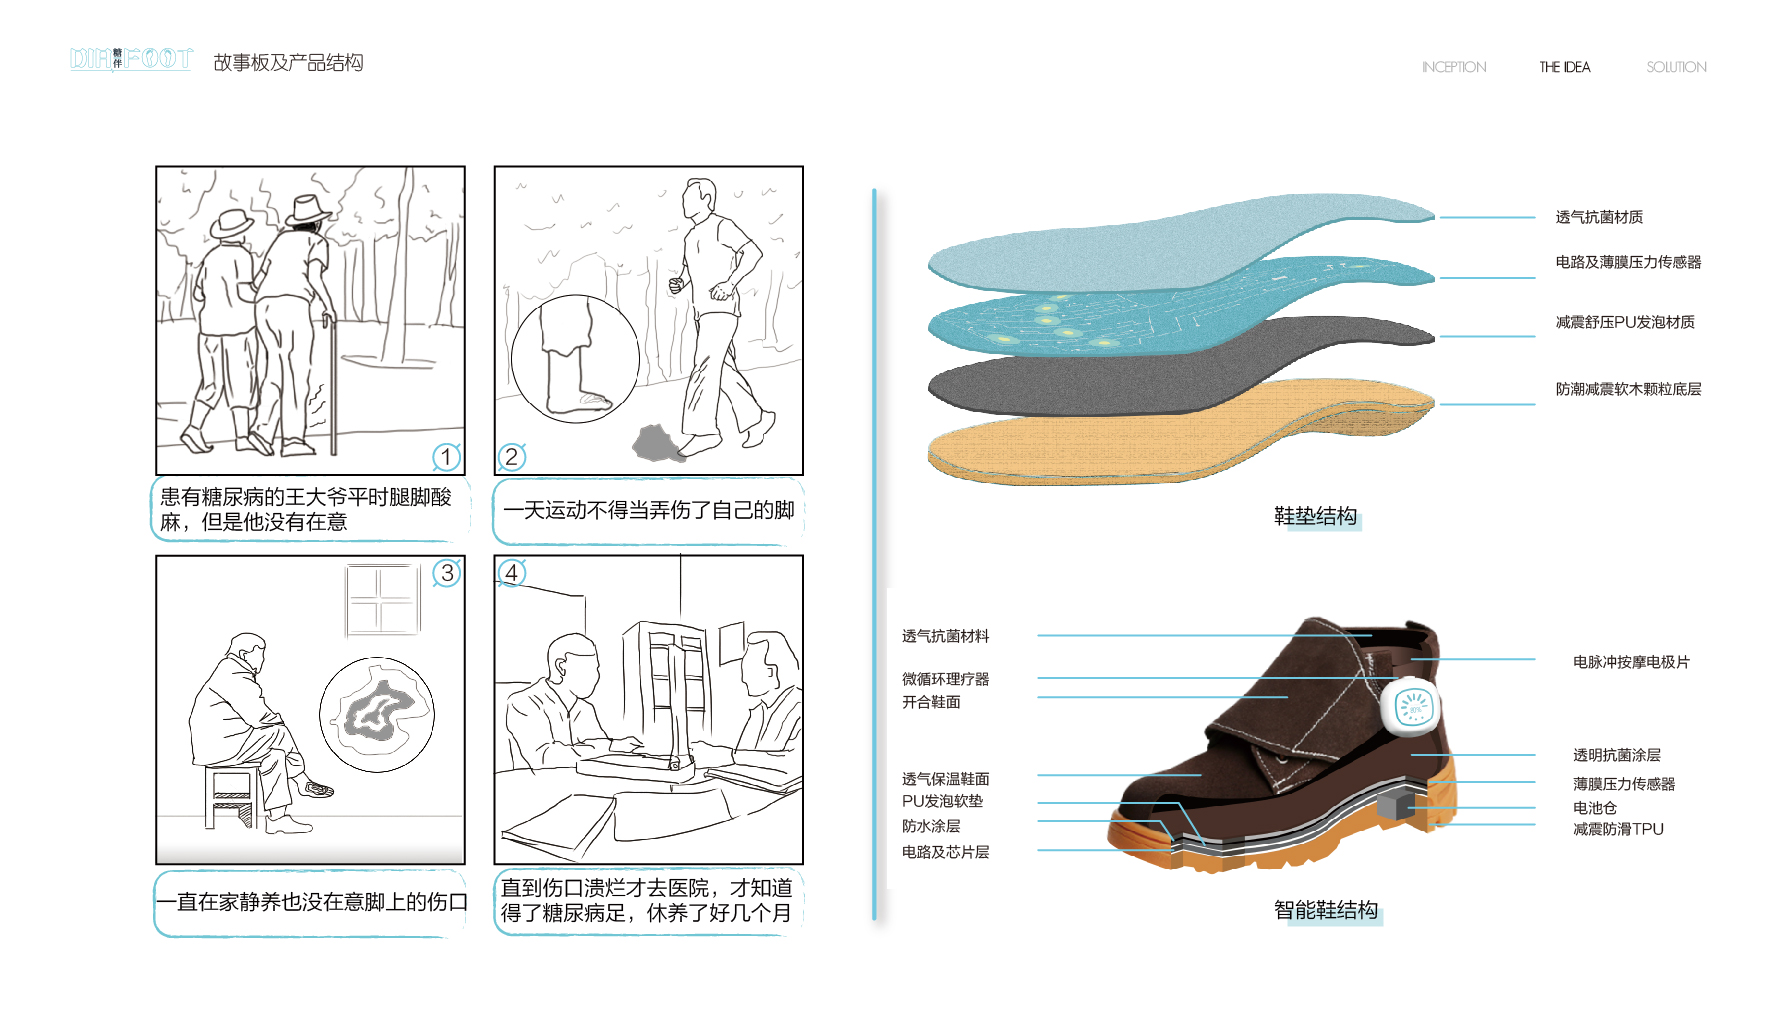 DIA糖伴FOOT
故事板及产品结构
INCEPTION
THE IDEA
SOLUTION
1
患有糖尿病的王大爷平时腿脚酸
麻，但是他没有在意
2
一天运动不得当弄伤了自己的脚
3
一直在家静养也没在意脚上的伤口
4
直到伤口溃烂才去医院，才知道
得了糖尿病足，休养了好几个月
透气抗菌材质
电路及薄膜压力传感器
减震舒压PU发泡材质
防潮减震软木颗粒底层
鞋垫结构
透气抗菌材料
微循环理疗器
开合鞋面
透气保温鞋面
PU发泡软垫
防水涂层
电路及芯片层
电脉冲按摩电极片
透明抗菌涂层
薄膜压力传感器
电池仓
减震防滑TPU
智能鞋结构